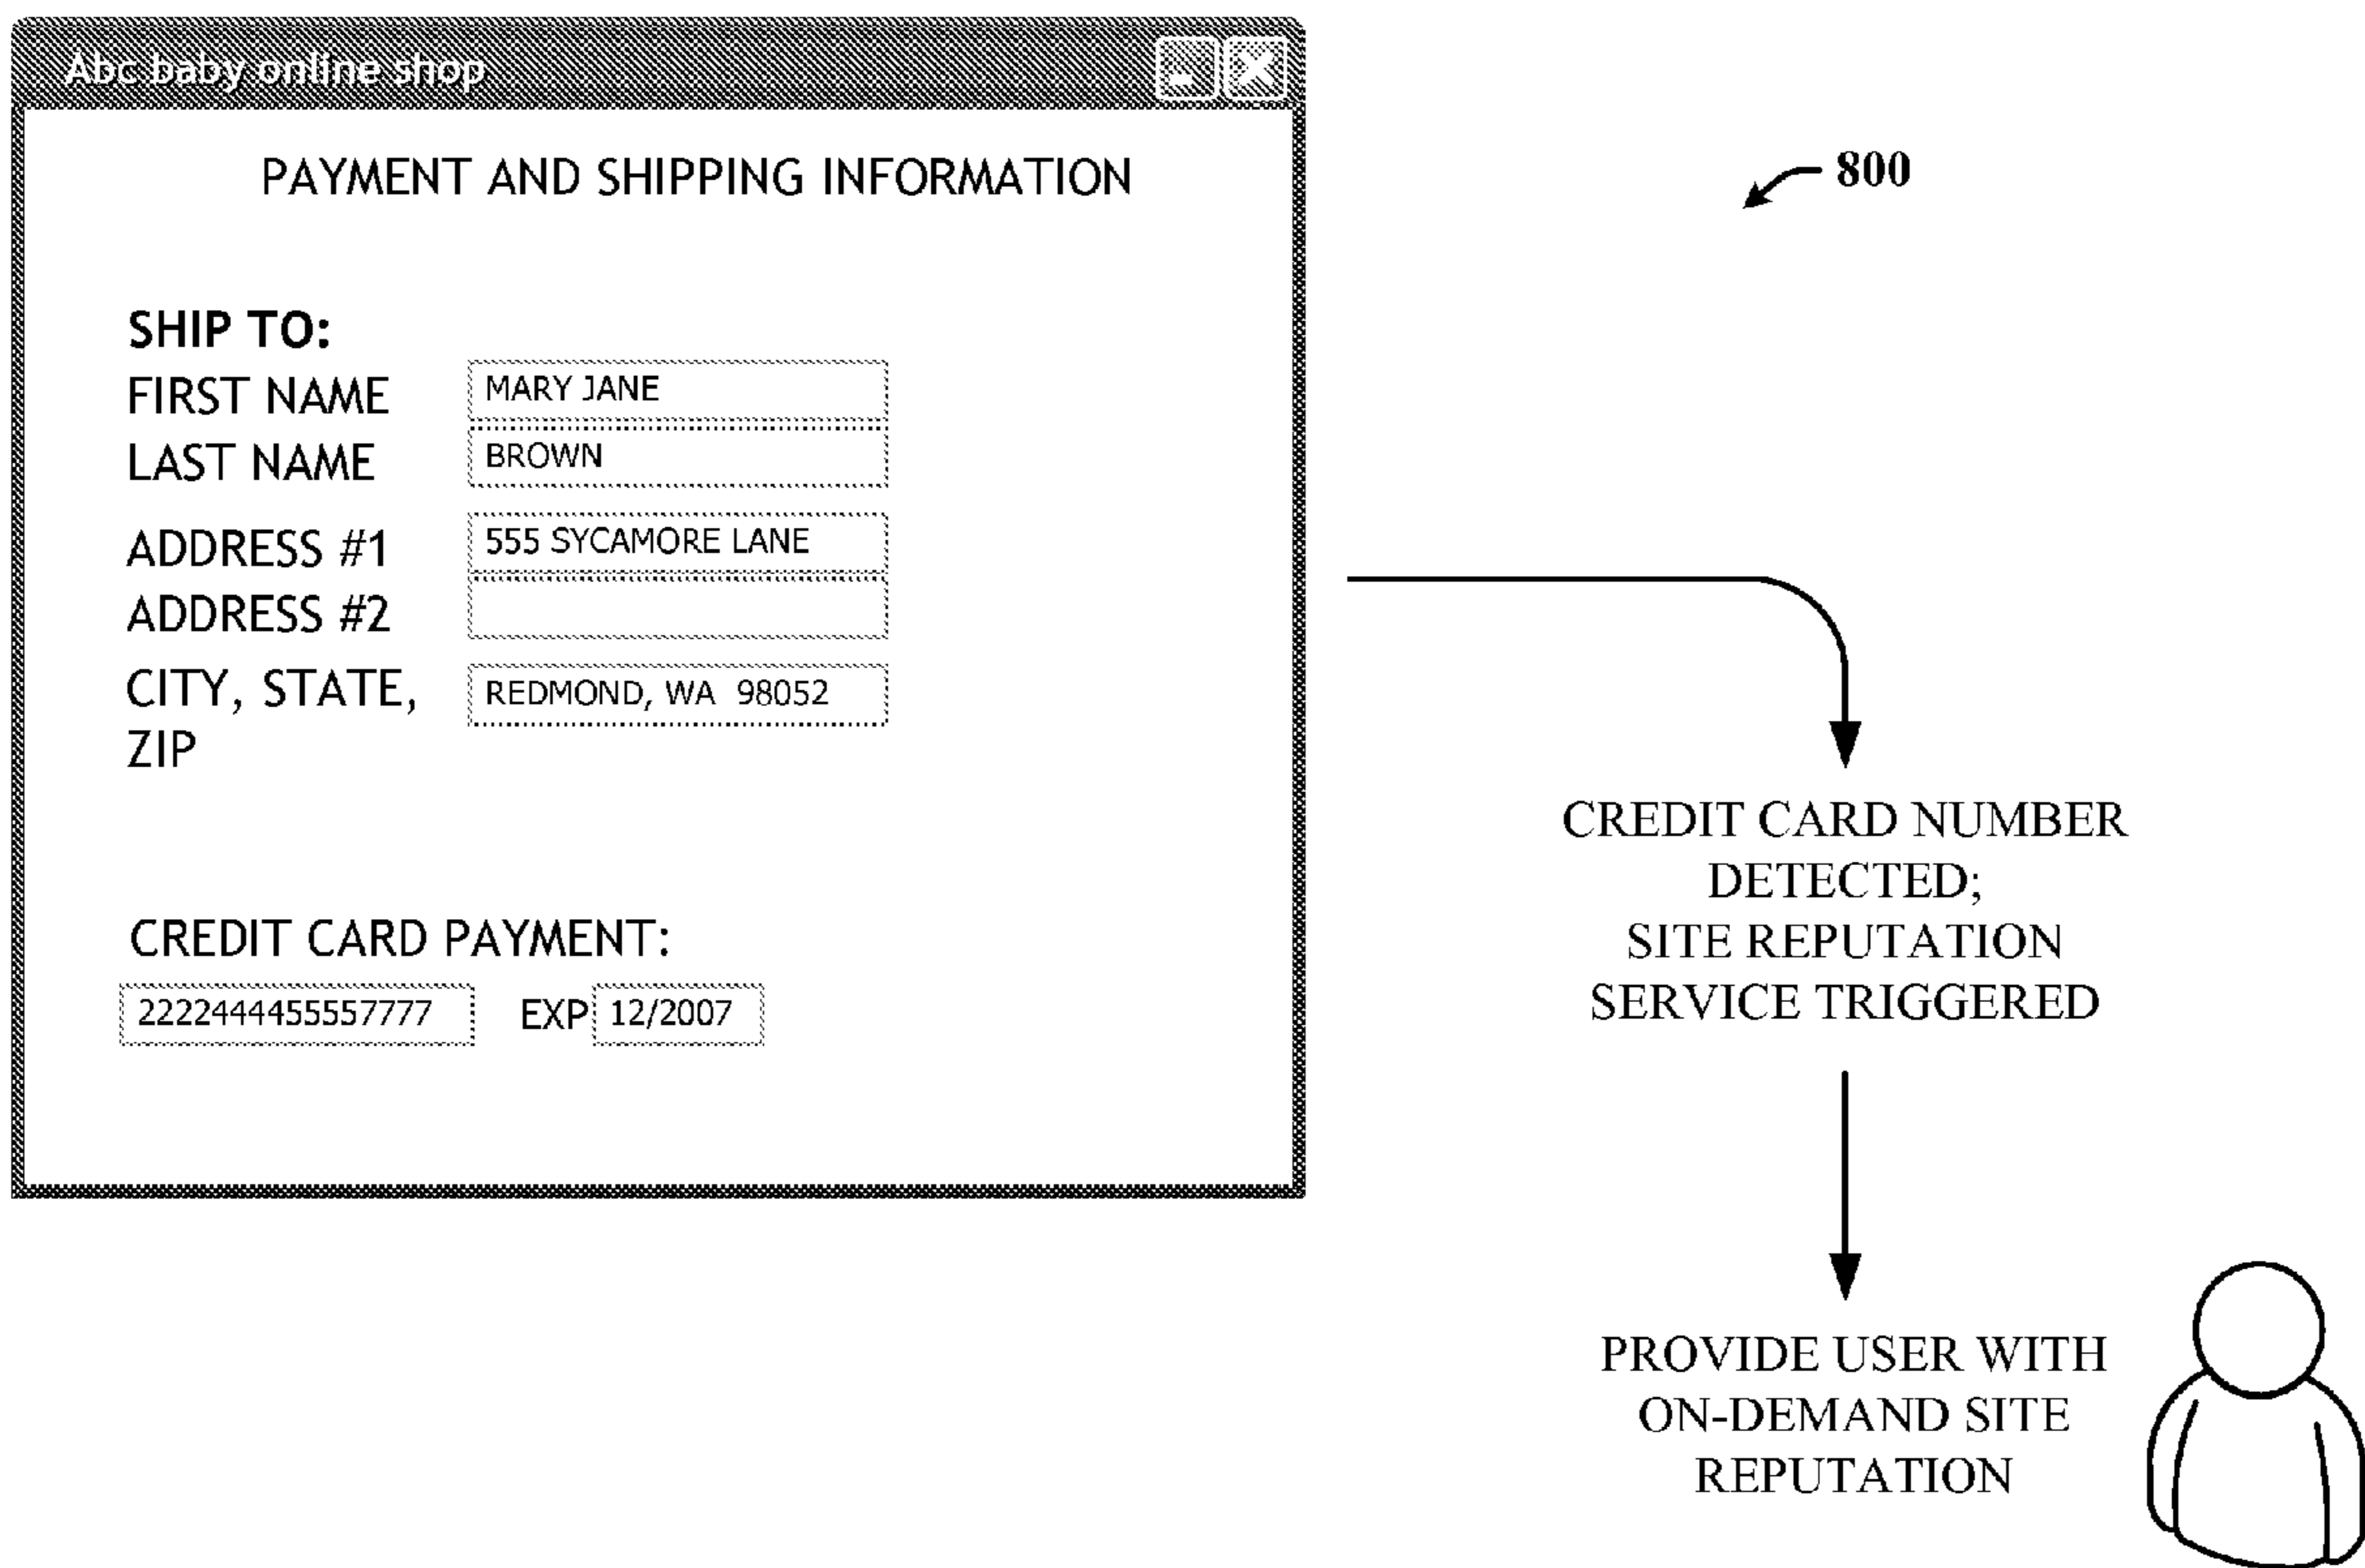 Abc baby online shop
PAYMENT AND SHIPPING INFORMATION
800
SHIP TO:
FIRST NAME MARY JANE
LAST NAME BROWN
ADDRESS #1 555 SYCAMORE LANE
ADDRESS #2
CITY, STATE, REDMOND, WA 98052
ZIP
CREDIT CARD PAYMENT:
2222444455557777 EXP 12/2007
CREDIT CARD NUMBER
DETECTED;
SITE REPUTATION
SERVICE TRIGGERED
PROVIDE USER WITH
ON-DEMAND SITE
REPUTATION